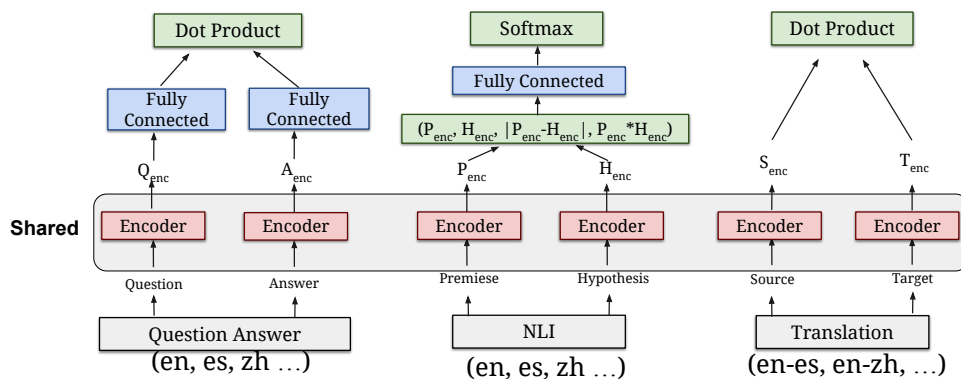 Dot Product
Softmax
Dot Product
Fully Connected
Fully
Connected
Fully
Connected
(P_enc, H_enc, |P_enc-H_enc|, P_enc*H_enc)
Q_enc
A_enc
P_enc
H_enc
S_enc
T_enc
Shared
Encoder
Encoder
Encoder
Encoder
Encoder
Encoder
Question
Answer
Premiese
Hypothesis
Source
Target
Question Answer
NLI
Translation
(en, es, zh …)
(en, es, zh …)
(en-es, en-zh, …)